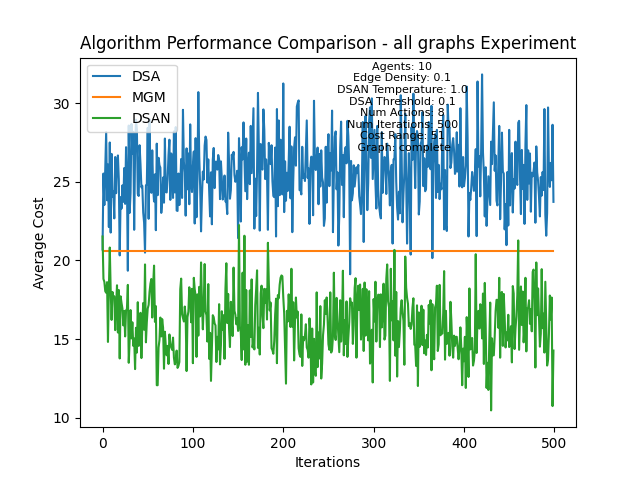 Algorithm Performance Comparison - all graphs Experiment
DSA
MGM
DSAN
Agents: 10
Edge Density: 0.1
DSAN Temperature: 1.0
DSA Threshold: 0.1
Num Actions: 8
Num Iterations: 500
Cost Range: 51
Graph: complete
Average Cost
30
25
20
15
10
0
100
200
300
400
500
Iterations